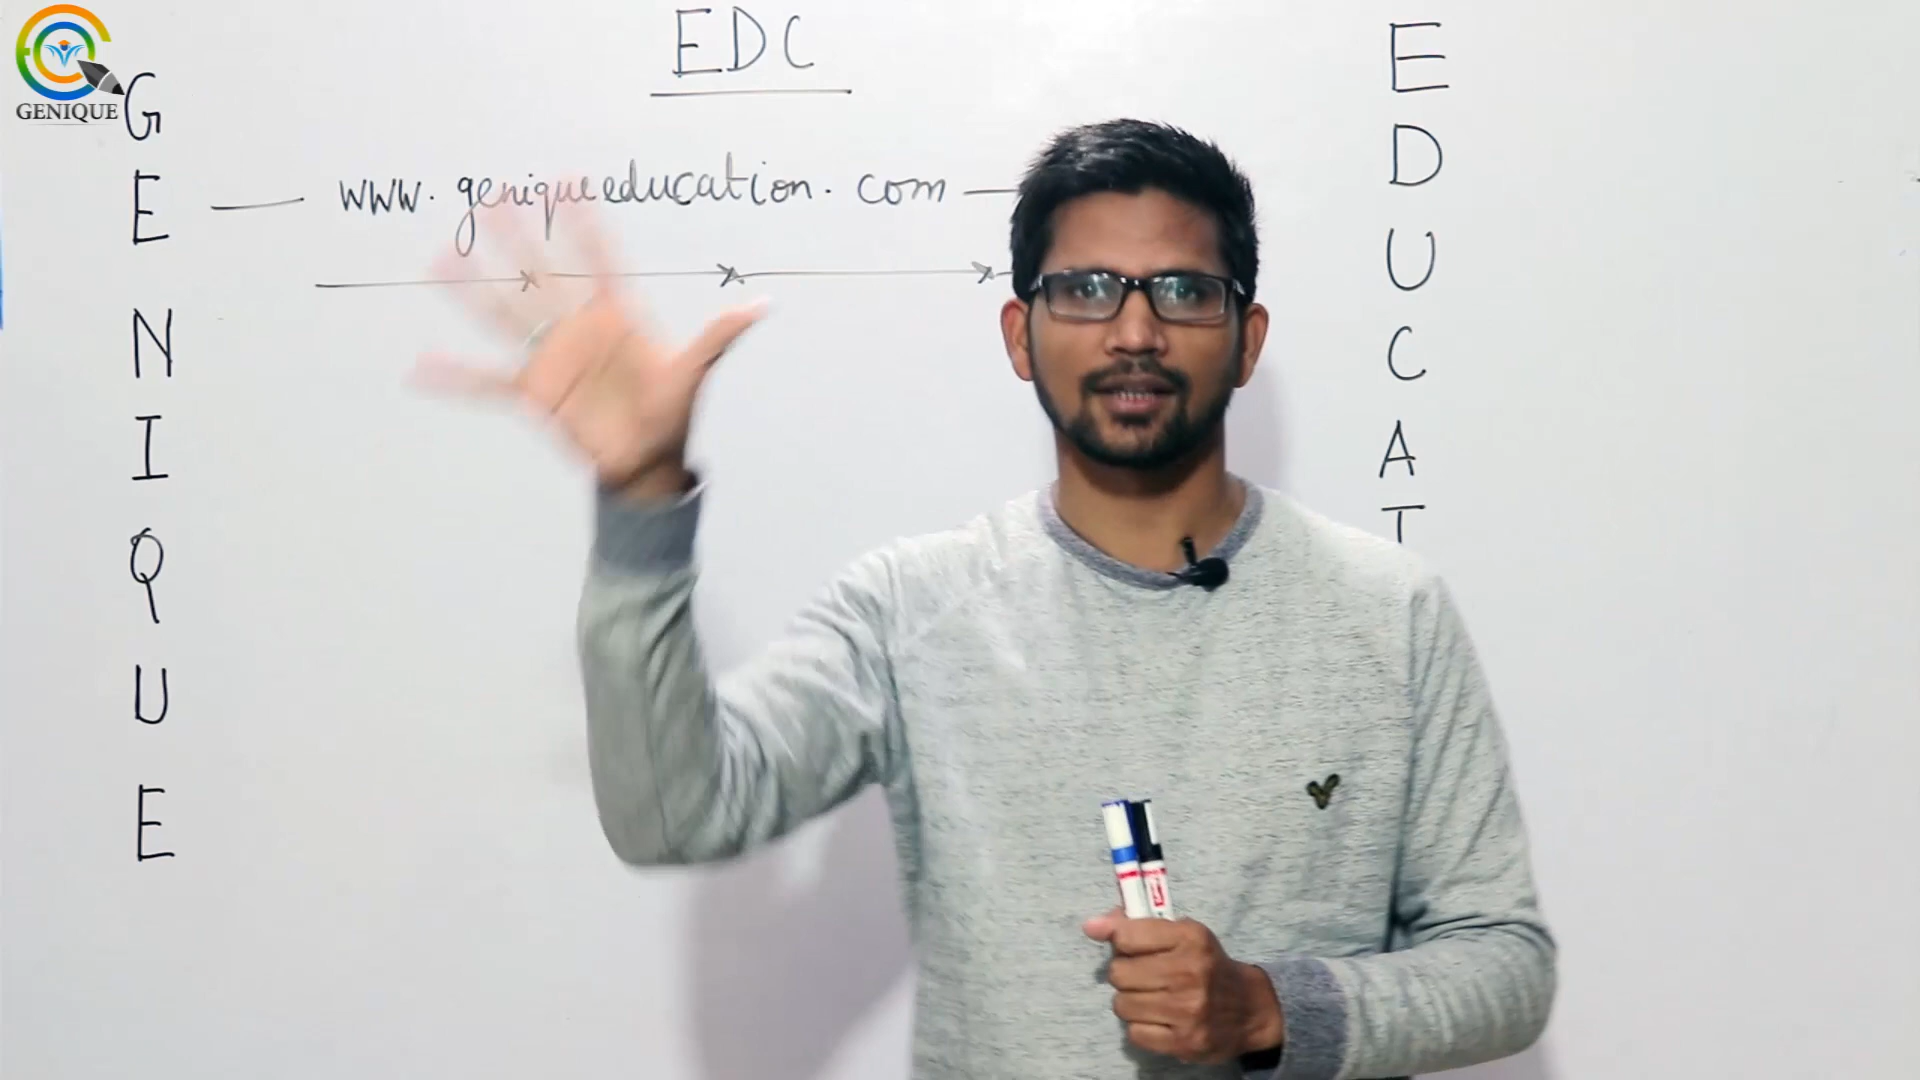 GENIQUE
EDC
www.geniqueeducation.com
G
E
N
I
Q
U
E
E
D
U
C
A
T